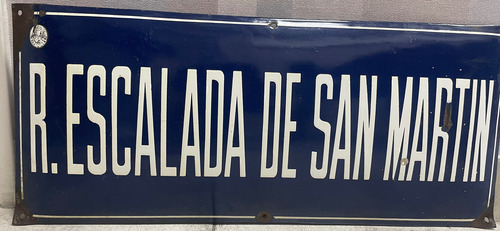 R. ESCALADA DE SAN MARTIN